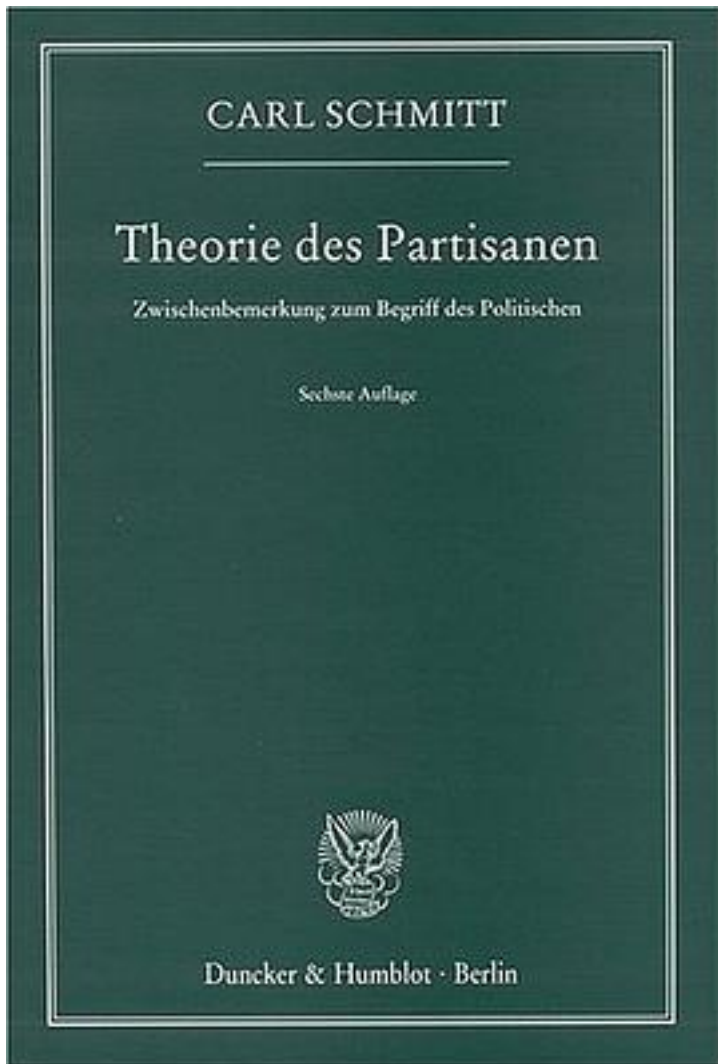 CARL SCHMITT
Theorie des Partisanen
Zwischenbemerkung zum Begriff des Politischen
Sechste Auflage
Duncker & Humblot · Berlin